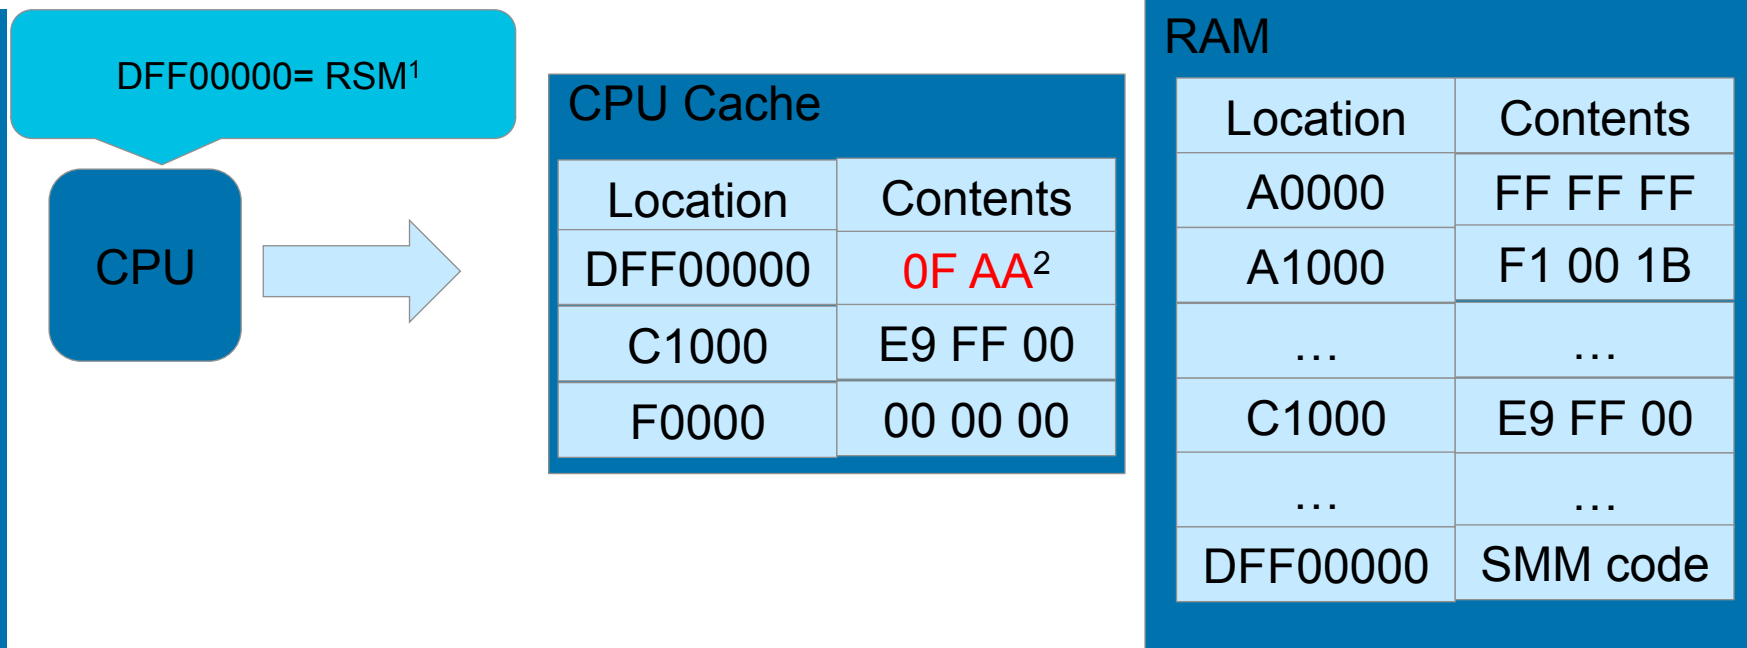 DFF00000= RSM¹
CPU
CPU Cache
Location Contents
DFF00000 0F AA²
C1000 E9 FF 00
F0000 00 00 00
RAM
Location Contents
A0000 FF FF FF
A1000 F1 00 1B
… …
C1000 E9 FF 00
… …
DFF00000 SMM code